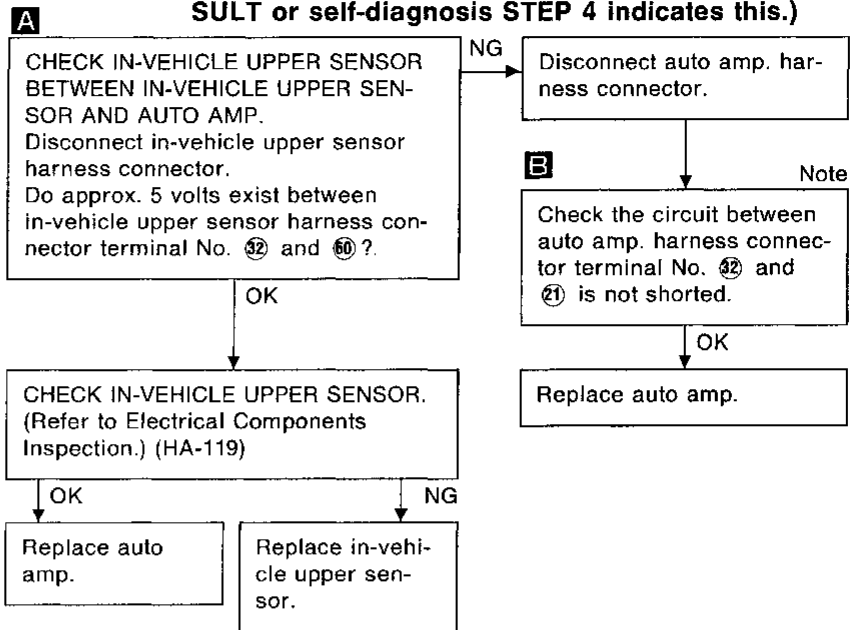 SULT or self-diagnosis STEP 4 indicates this.)
A
CHECK IN-VEHICLE UPPER SENSOR
BETWEEN IN-VEHICLE UPPER SEN-
SOR AND AUTO AMP.
Disconnect in-vehicle upper sensor
harness connector.
Do approx. 5 volts exist between
in-vehicle upper sensor harness con-
nector terminal No. 32 and 60 ?
NG
Disconnect auto amp. har-
ness connector.
B
Note
Check the circuit between
auto amp. harness connec-
tor terminal No. 32 and
21 is not shorted.
OK
Replace auto amp.
OK
CHECK IN-VEHICLE UPPER SENSOR.
(Refer to Electrical Components
Inspection.) (HA-119)
OK
NG
Replace auto
amp.
Replace in-vehi-
cle upper sen-
sor.